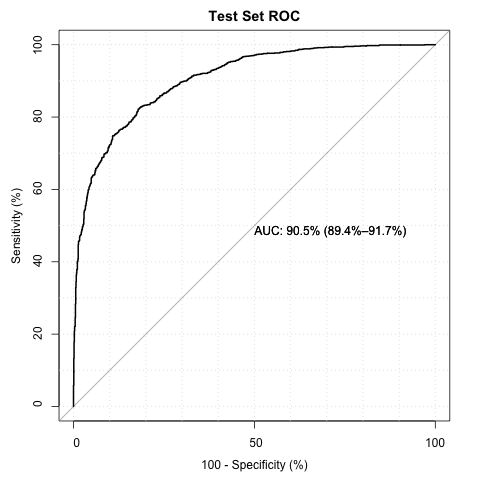 Test Set ROC
100
80
60
40
20
0
Sensitivity (%)
AUC: 90.5% (89.4%–91.7%)
0 50 100
100 - Specificity (%)